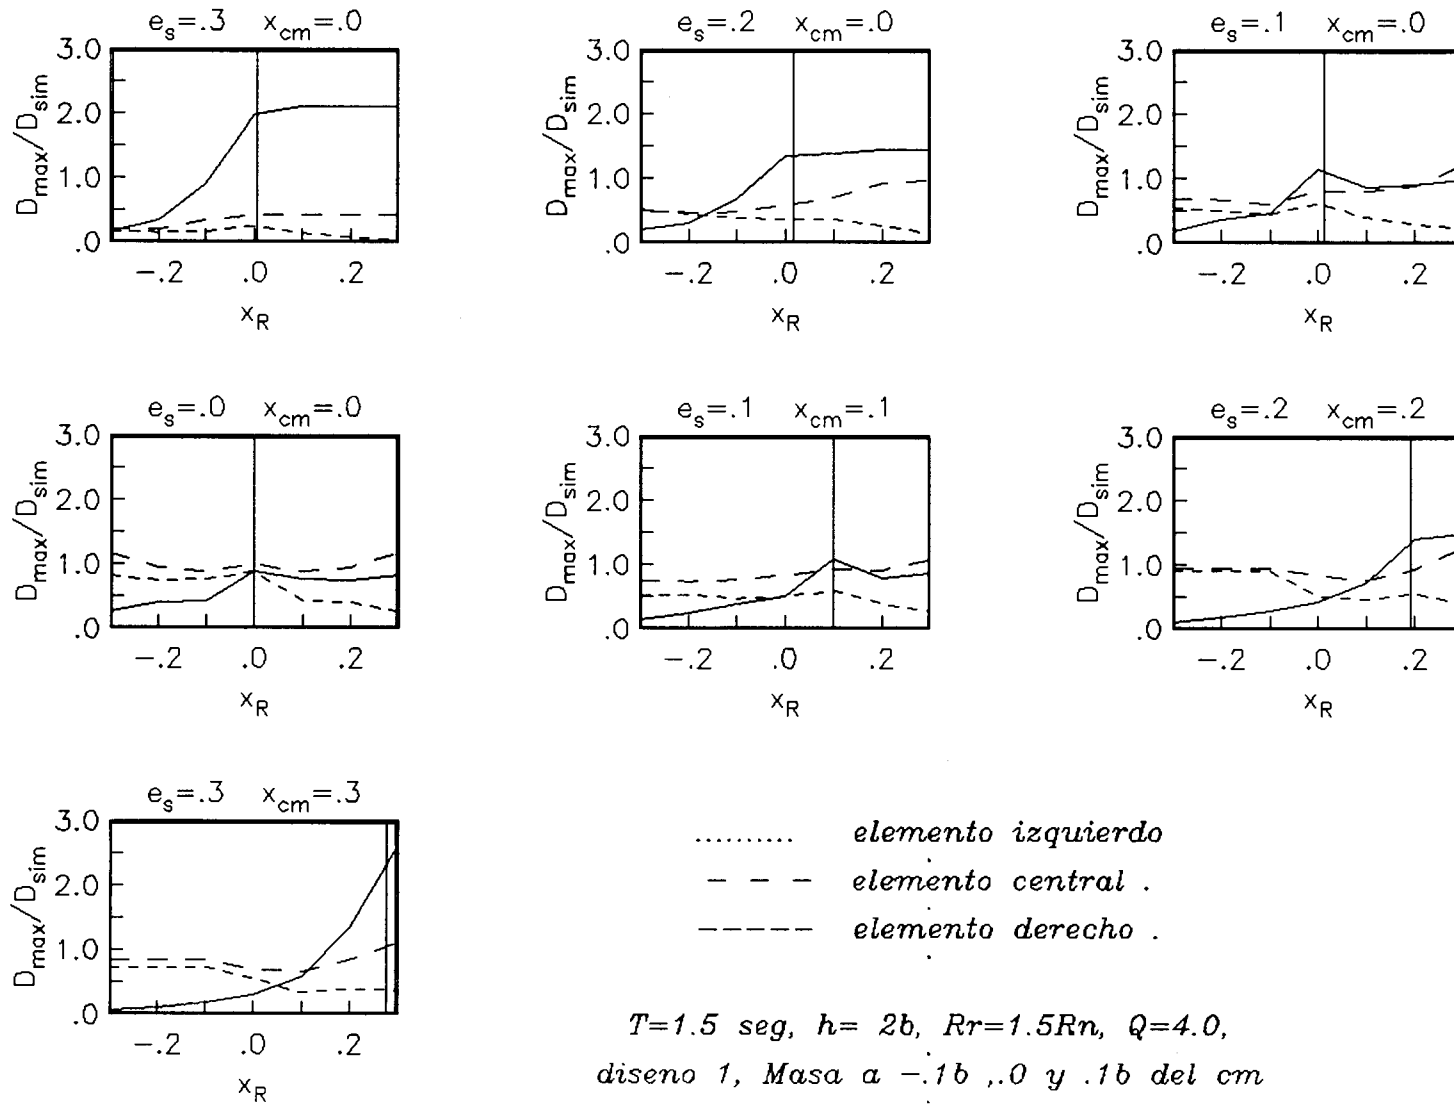 e_s=.3 x_cm=.0
3.0
2.0
1.0
.0
D_max/D_sim
-.2 .0 .2
x_R
e_s=.2 x_cm=.0
3.0
2.0
1.0
.0
D_max/D_sim
-.2 .0 .2
x_R
e_s=.1 x_cm=.0
3.0
2.0
1.0
.0
D_max/D_sim
-.2 .0 .2
x_R
e_s=.0 x_cm=.0
3.0
2.0
1.0
.0
D_max/D_sim
-.2 .0 .2
x_R
e_s=.1 x_cm=.1
3.0
2.0
1.0
.0
D_max/D_sim
-.2 .0 .2
x_R
e_s=.2 x_cm=.2
3.0
2.0
1.0
.0
D_max/D_sim
-.2 .0 .2
x_R
e_s=.3 x_cm=.3
3.0
2.0
1.0
.0
D_max/D_sim
-.2 .0 .2
x_R
elemento izquierdo
elemento central .
elemento derecho .
T=1.5 seg, h= 2b, Rr=1.5Rn, Q=4.0,
diseno 1, Masa a -.1b ,.0 y .1b del cm